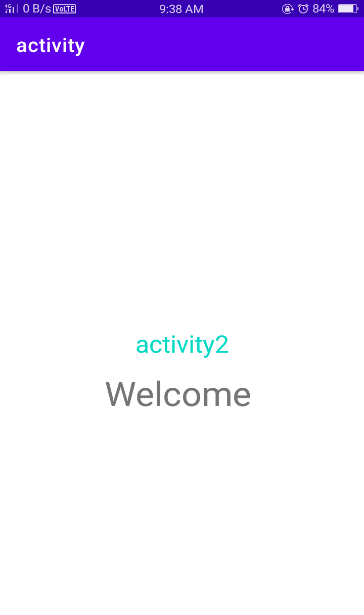 0 B/s VoLTE 9:38 AM 84%
activity
activity2
Welcome